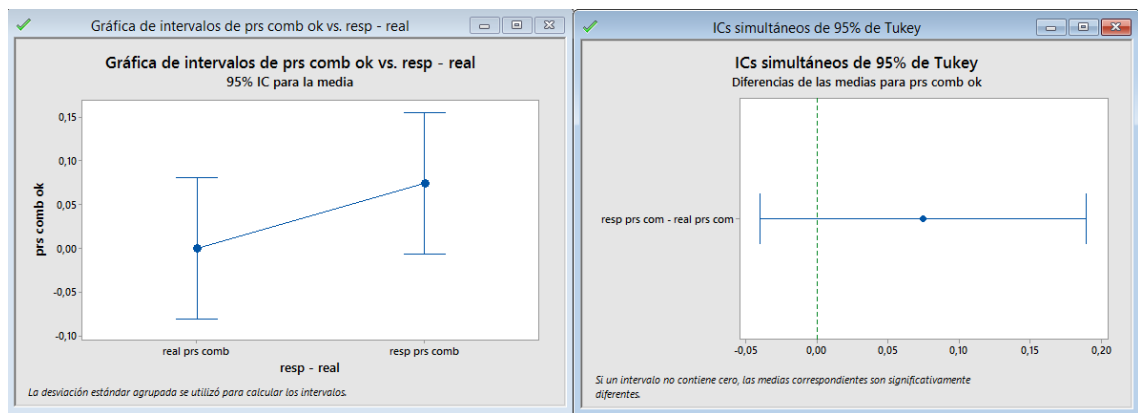 Gráfica de intervalos de prs comb ok vs. resp - real
Gráfica de intervalos de prs comb ok vs. resp - real
95% IC para la media
prs comb ok
0,15
0,10
0,05
0,00
-0,05
-0,10
real prs comb
resp prs comb
resp - real
La desviación estándar agrupada se utilizó para calcular los intervalos.
ICs simultáneos de 95% de Tukey
ICs simultáneos de 95% de Tukey
Diferencias de las medias para prs comb ok
resp prs com - real prs com
-0,05
0,00
0,05
0,10
0,15
0,20
Si un intervalo no contiene cero, las medias correspondientes son significativamente
diferentes.